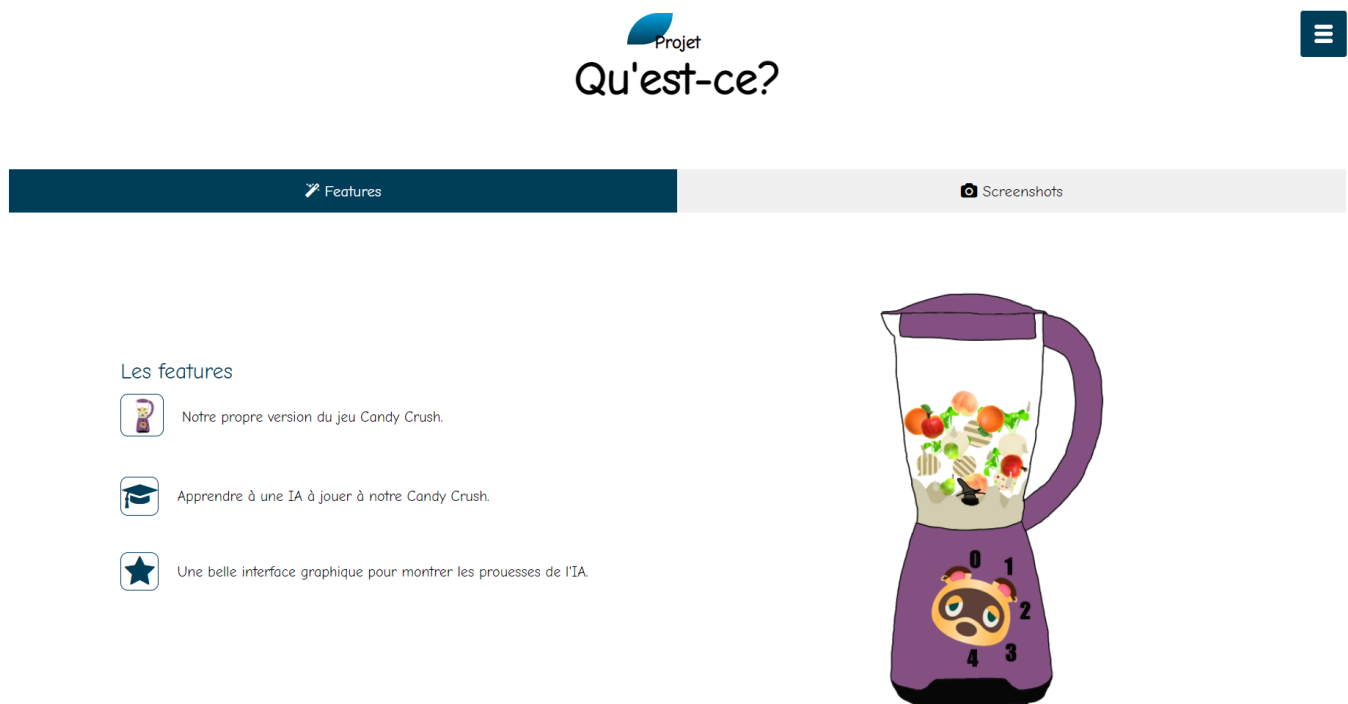 Projet
Qu'est-ce?
Features
Screenshots
Les features
Notre propre version du jeu Candy Crush.
Apprendre à une IA à jouer à notre Candy Crush.
Une belle interface graphique pour montrer les prouesses de l'IA.
0
1
2
3
4